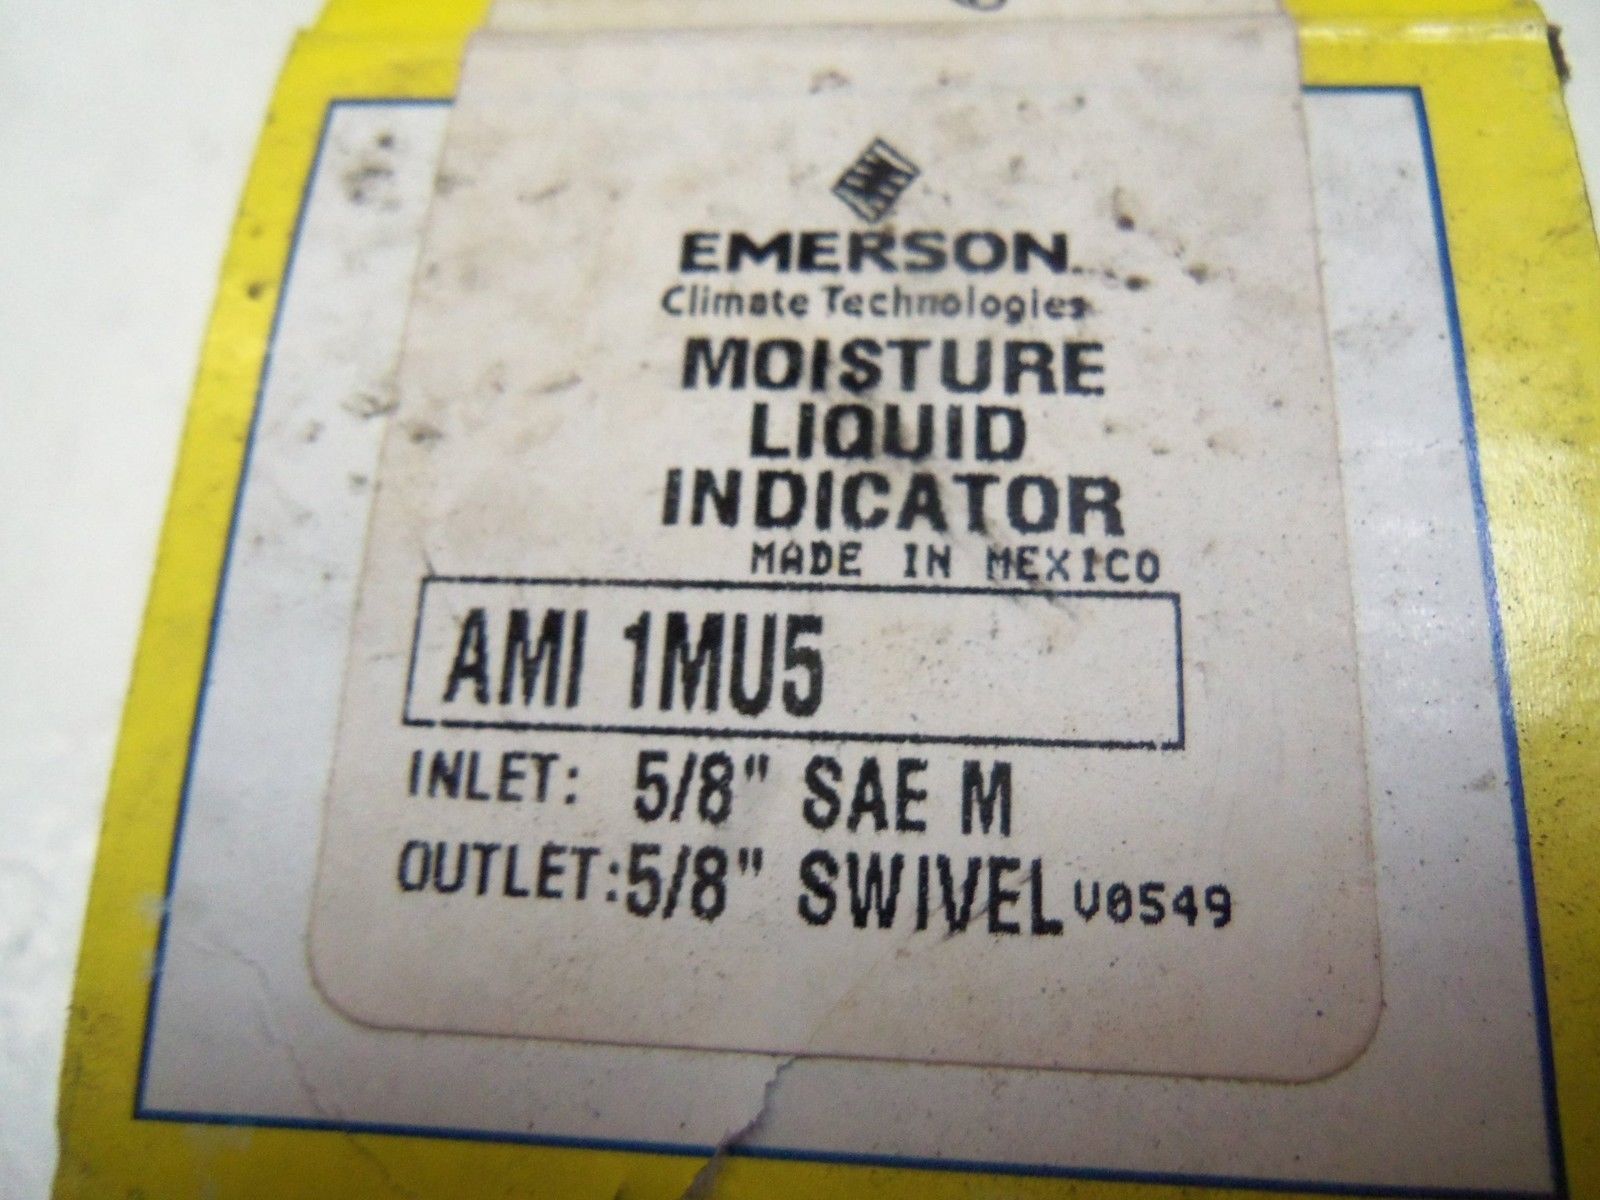 EMERSON
Climate Technologies
MOISTURE
LIQUID
INDICATOR
MADE IN MEXICO
AMI 1MU5
INLET: 5/8" SAE M
OUTLET: 5/8" SWIVEL V0549